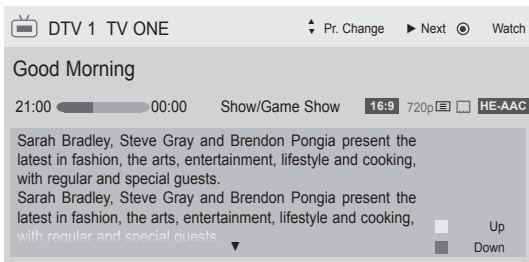 DTV 1 TV ONE Pr. Change ► Next Watch
Good Morning
21:00 00:00 Show/Game Show 16:9 720p HE-AAC
Sarah Bradley, Steve Gray and Brendon Pongia present the
latest in fashion, the arts, entertainment, lifestyle and cooking,
with regular and special guests.
Sarah Bradley, Steve Gray and Brendon Pongia present the
latest in fashion, the arts, entertainment, lifestyle and cooking,
with regular and special guests.
Up
▼ Down